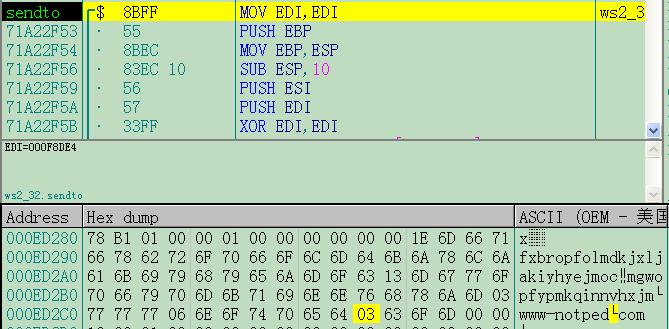 sendto $ 8BFF MOV EDI,EDI ws2_3
71A22F53 · 55 PUSH EBP
71A22F54 · 8BEC MOV EBP,ESP
71A22F56 · 83EC 10 SUB ESP,10
71A22F59 · 56 PUSH ESI
71A22F5A · 57 PUSH EDI
71A22F5B · 33FF XOR EDI,EDI
EDI=000F8DE4
ws2_32.sendto
Address Hex dump ASCII (OEM - 美国
000ED280 78 B1 01 00 00 01 00 00 00 00 00 00 1E 6D 66 71 x
000ED290 66 78 62 72 6F 70 66 6F 6C 6D 64 6B 6A 78 6C 6A fxbropfolmdkjxlj
000ED2A0 61 6B 69 79 68 79 65 6A 6D 6F 63 13 6D 67 77 6F akiyhyejmoc‼mgwo
000ED2B0 70 66 79 70 6D 6B 71 69 6E 6E 76 68 78 6A 6D 03 pfypmkqinnvhxjm└
000ED2C0 77 77 77 06 6E 6F 74 70 65 64 03 63 6F 6D 00 00 www-notped└com